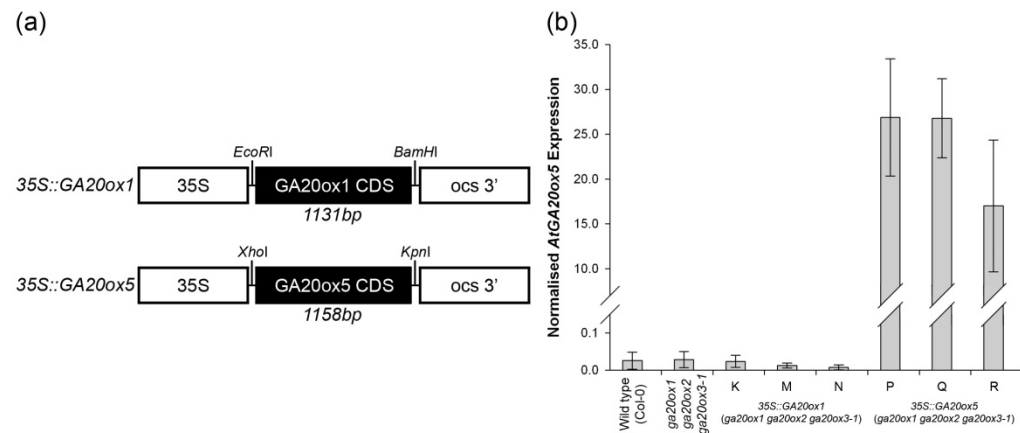 (a)
EcoRI
BamHI
35S::GA20ox1
35S
GA20ox1 CDS
ocs 3’
1131bp
XhoI
KpnI
35S::GA20ox5
35S
GA20ox5 CDS
ocs 3’
1158bp
(b)
Normalised AtGA20ox5 Expression
35.0
30.0
25.0
20.0
15.0
10.0
0.1
0.0
Wild type
(Col-0)
ga20ox1
ga20ox2
ga20ox3-1
K
M
N
35S::GA20ox1
(ga20ox1 ga20ox2 ga20ox3-1)
P
Q
R
35S::GA20ox5
(ga20ox1 ga20ox2 ga20ox3-1)